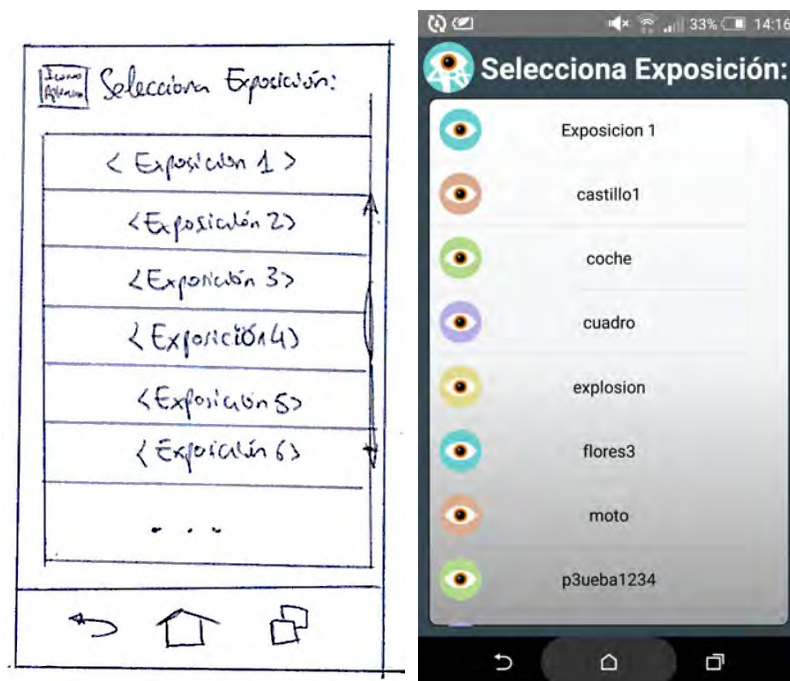 Icono
Selecciona Exposición:
< Exposición 1 >
<Exposición 2>
<Exposición 3>
<Exposición 4>
<Exposición 5>
<Exposición 6>
. . .
33% 14:16
Selecciona Exposición:
Exposicion 1
castillo1
coche
cuadro
explosion
flores3
moto
p3ueba1234